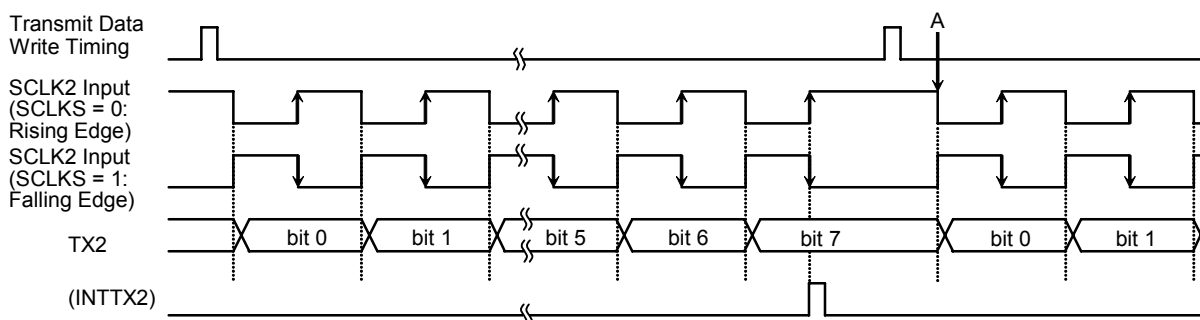 Transmit Data
Write Timing
A
SCLK2 Input
(SCLKS = 0:
Rising Edge)
SCLK2 Input
(SCLKS = 1:
Falling Edge)
TX2
bit 0
bit 1
bit 5
bit 6
bit 7
bit 0
bit 1
(INTTX2)